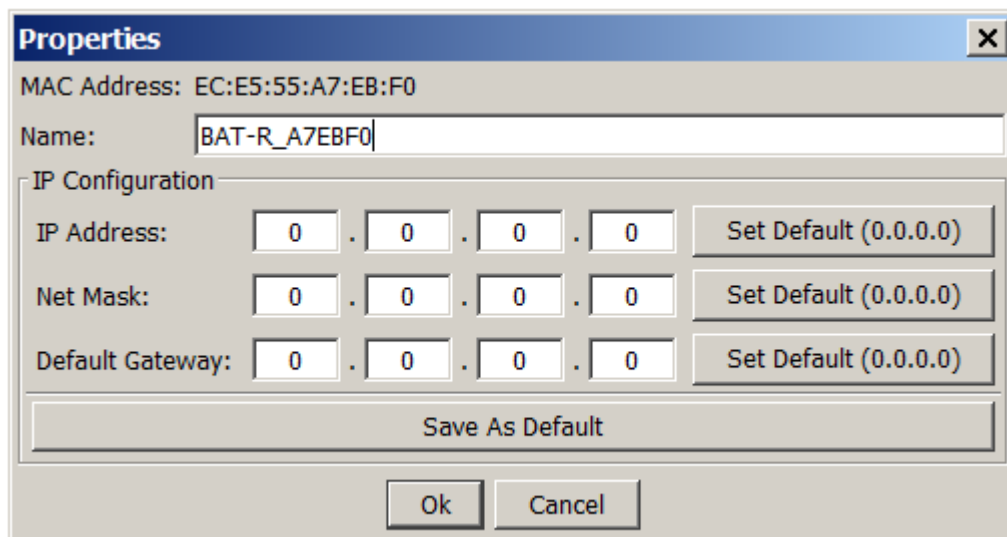 Properties
MAC Address: EC:E5:55:A7:EB:F0
Name: BAT-R_A7EBF0
IP Configuration
IP Address: 0 . 0 . 0 . 0 Set Default (0.0.0.0)
Net Mask: 0 . 0 . 0 . 0 Set Default (0.0.0.0)
Default Gateway: 0 . 0 . 0 . 0 Set Default (0.0.0.0)
Save As Default
Ok Cancel